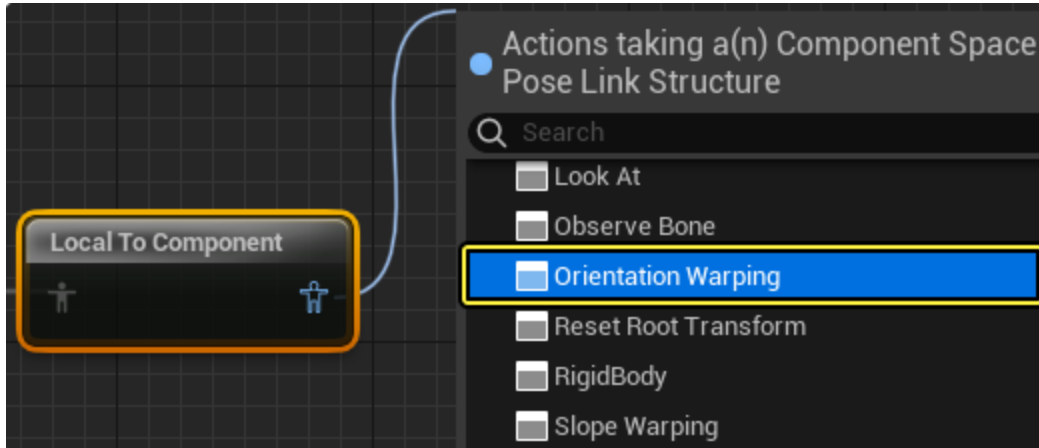 Actions taking a(n) Component Space
Pose Link Structure
Search
Look At
Observe Bone
Local To Component
Orientation Warping
Reset Root Transform
RigidBody
Slope Warping